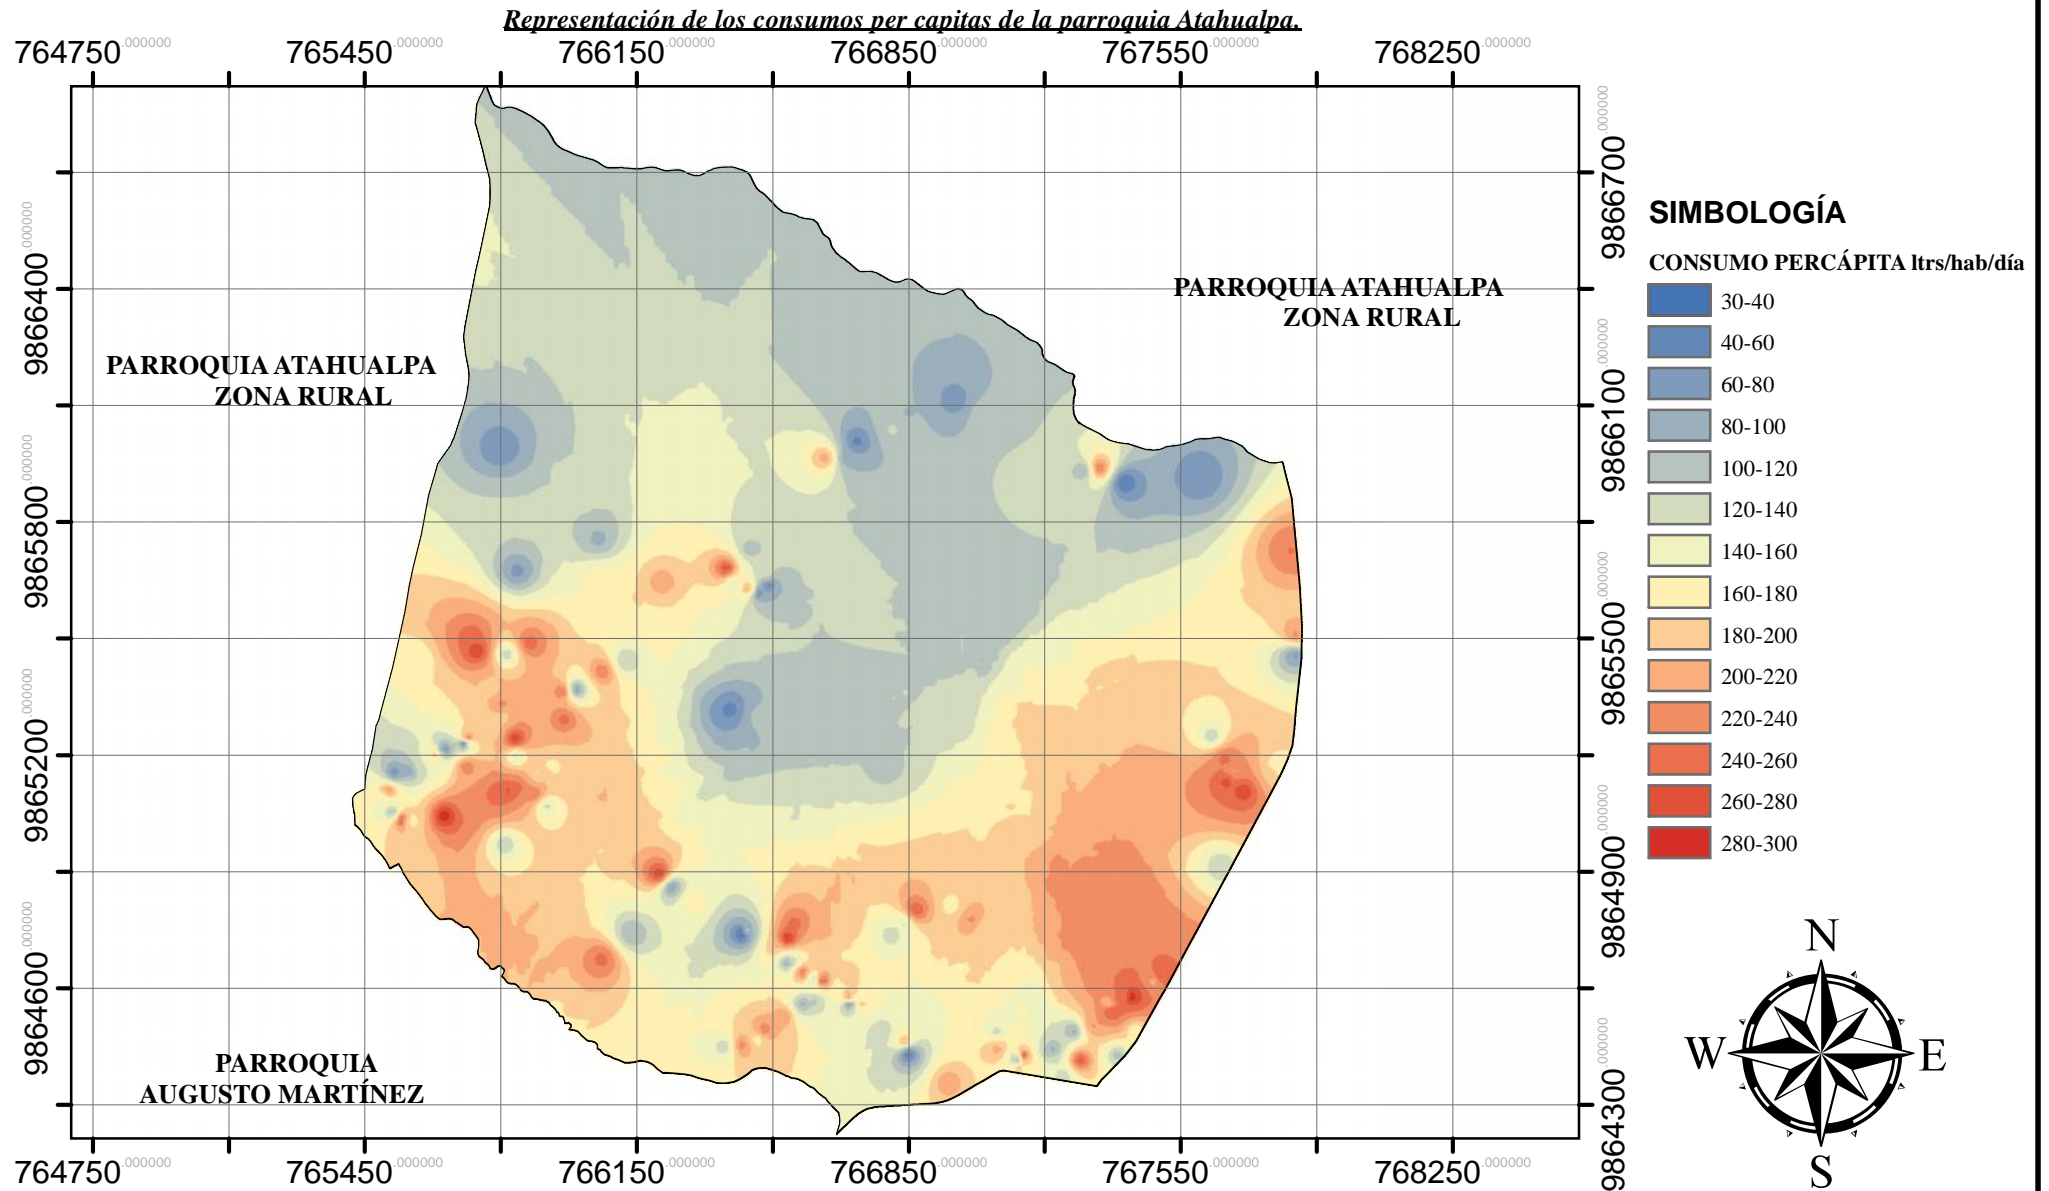 Representación de los consumos per capitas de la parroquia Atahualpa.
764750.000000 765450.000000 766150.000000 766850.000000 767550.000000 768250.000000
9866700.000000
9866400.000000
9866100.000000
9865800.000000
9865500.000000
9865200.000000
9864900.000000
9864600.000000
9864300.000000
PARROQUIA ATAHUALPA
ZONA RURAL
PARROQUIA ATAHUALPA
ZONA RURAL
PARROQUIA
AUGUSTO MARTÍNEZ
764750.000000 765450.000000 766150.000000 766850.000000 767550.000000 768250.000000
SIMBOLOGÍA
CONSUMO PERCÁPITA ltrs/hab/día
30-40
40-60
60-80
80-100
100-120
120-140
140-160
160-180
180-200
200-220
220-240
240-260
260-280
280-300
N
W E
S